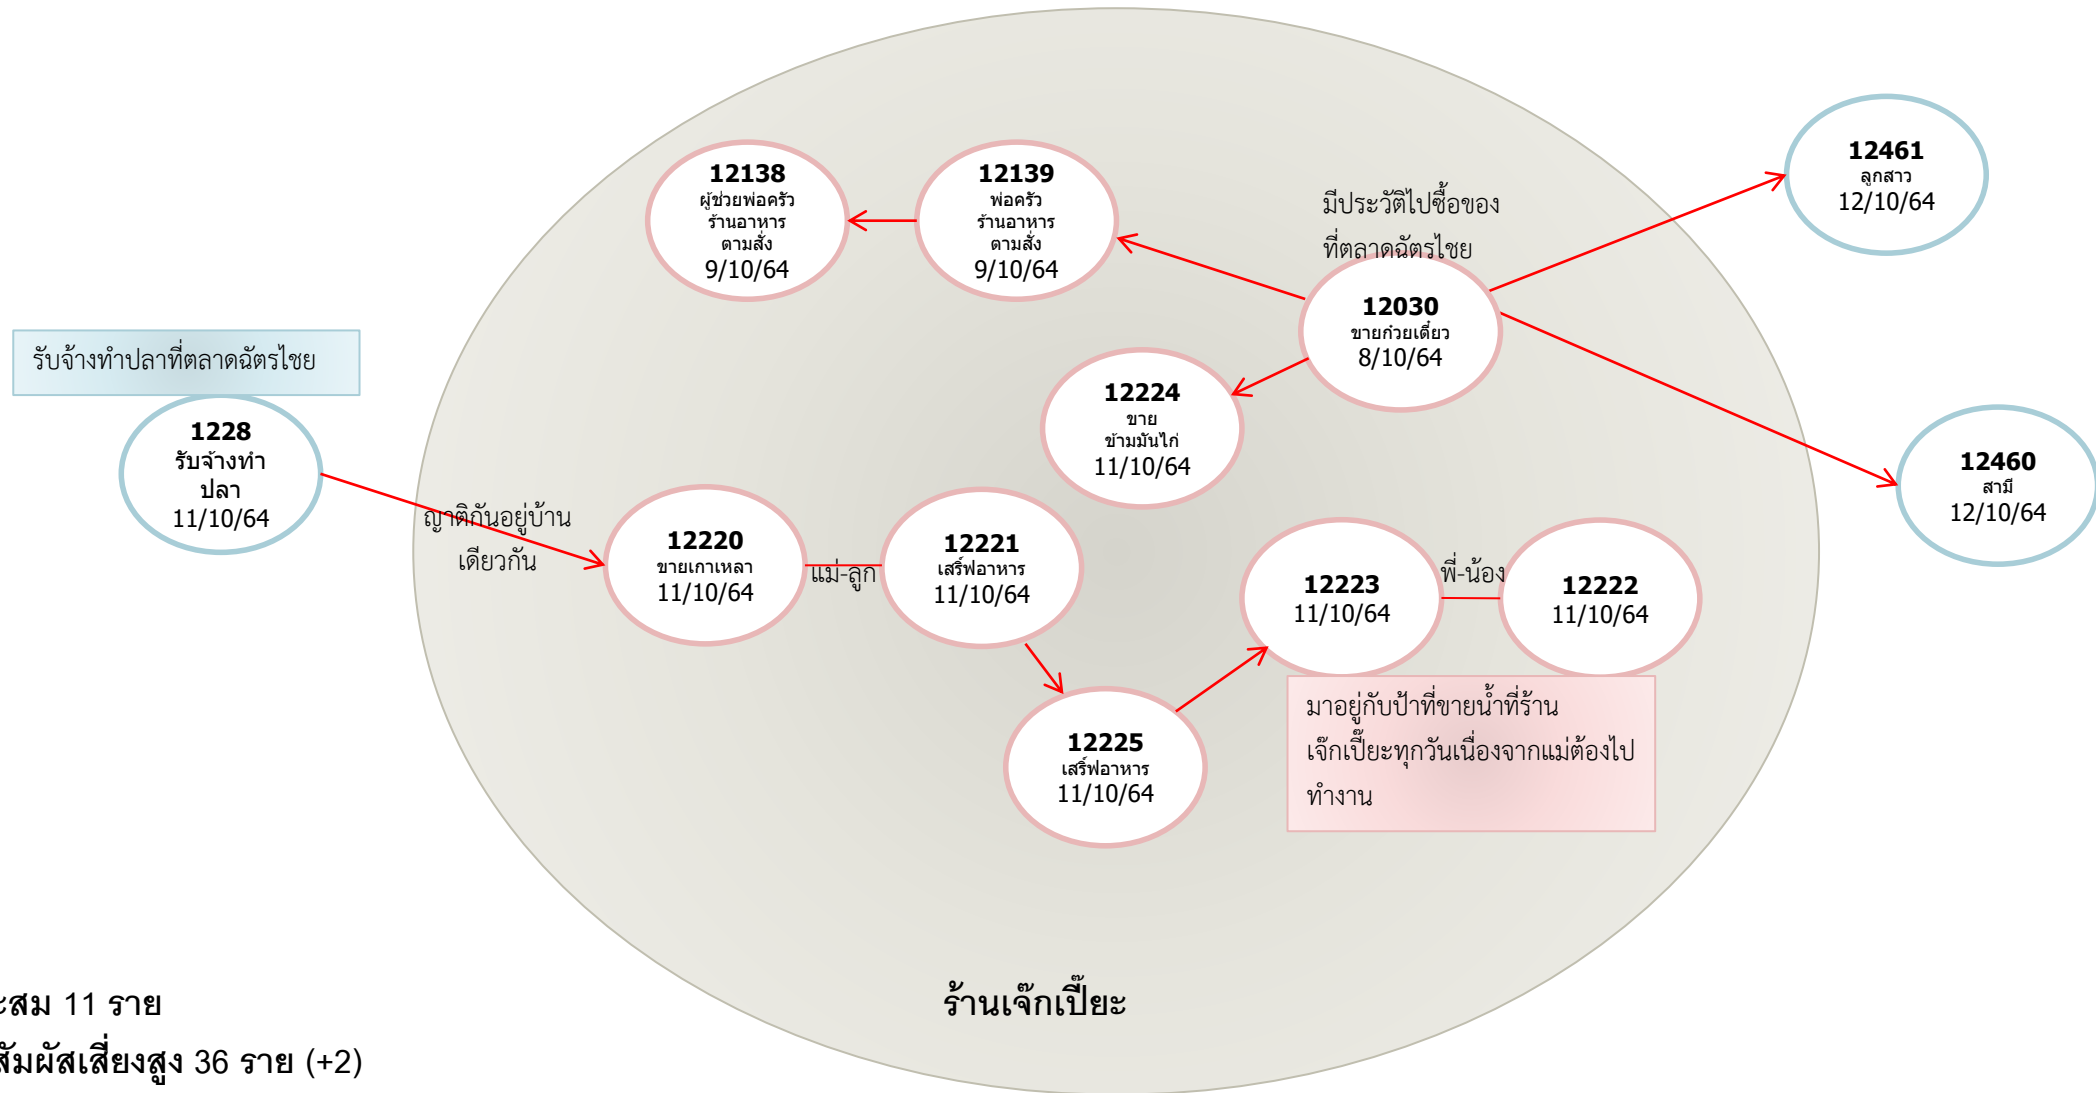 12461
ลูกสาว
12/10/64
12138
ผู้ช่วยพ่อครัว
ร้านอาหาร
ตามสั่ง
9/10/64
12139
พ่อครัว
ร้านอาหาร
ตามสั่ง
9/10/64
มีประวัติไปซื้อของ
ที่ตลาดฉัตรไชย
12030
ขายก๋วยเตี๋ยว
8/10/64
รับจ้างทำปลาที่ตลาดฉัตรไชย
1228
รับจ้างทำ
ปลา
11/10/64
12224
ขาย
ข้ามมันไก่
11/10/64
12460
สามี
12/10/64
ญาติกันอยู่บ้าน
เดียวกัน
12220
ขายเกาเหลา
11/10/64
แม่-ลูก
12221
เสริ์ฟอาหาร
11/10/64
12223
11/10/64
พี่-น้อง
12222
11/10/64
12225
เสริ์ฟอาหาร
11/10/64
มาอยู่กับป้าที่ขายน้ำที่ร้าน
เจ๊กเปี๊ยะทุกวันเนื่องจากแม่ต้องไป
ทำงาน
ร้านเจ๊กเปี๊ยะ
ะสม 11 ราย
สัมผัสเสี่ยงสูง 36 ราย (+2)